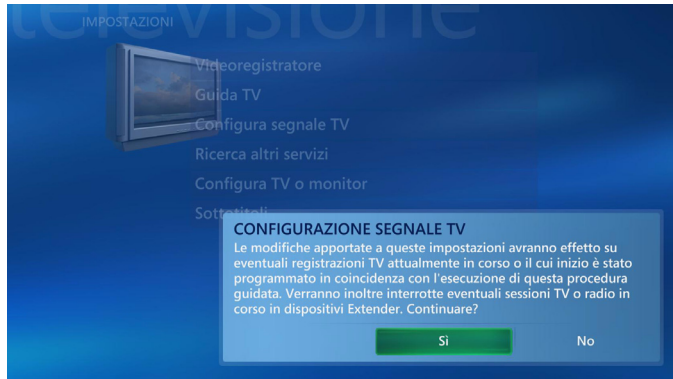 televisione
IMPOSTAZIONI
Videoregistratore
Guida TV
Configura segnale TV
Ricerca altri servizi
Configura TV o monitor
Sottotitoli
CONFIGURAZIONE SEGNALE TV
Le modifiche apportate a queste impostazioni avranno effetto su
eventuali registrazioni TV attualmente in corso o il cui inizio è stato
programmato in coincidenza con l'esecuzione di questa procedura
guidata. Verranno inoltre interrotte eventuali sessioni TV o radio in
corso in dispositivi Extender. Continuare?
Sì
No